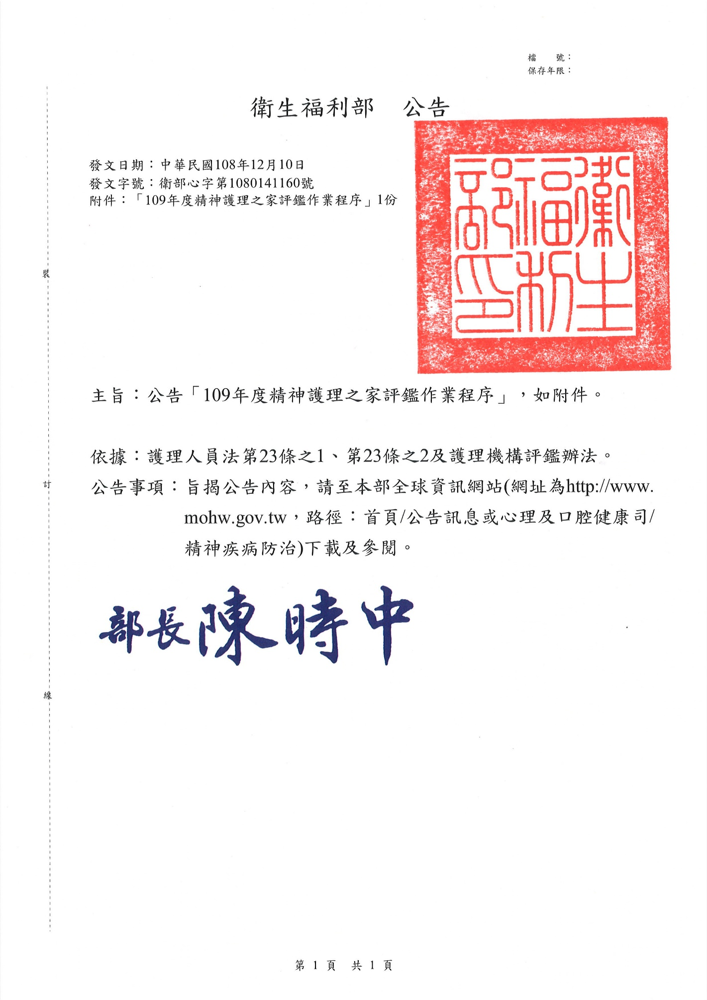 檔　　號：
保存年限：
衛生福利部　公告
發文日期：中華民國108年12月10日
發文字號：衛部心字第1080141160號
附件：「109年度精神護理之家評鑑作業程序」1份
衛生福利部印
主旨：公告「109年度精神護理之家評鑑作業程序」，如附件。
依據：護理人員法第23條之1、第23條之2及護理機構評鑑辦法。
公告事項：旨揭公告內容，請至本部全球資訊網站(網址為http://www.
mohw.gov.tw，路徑：首頁/公告訊息或心理及口腔健康司/
精神疾病防治)下載及參閱。
部長陳時中
裝
訂
線
第 1 頁　共 1 頁